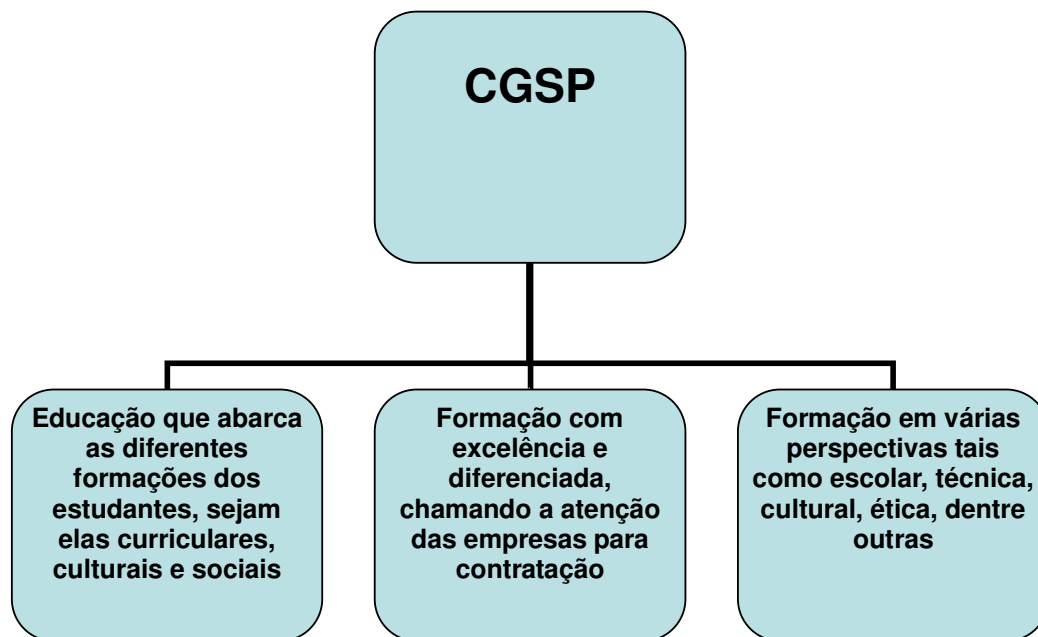 CGSP
Educação que abarca
as diferentes
formações dos
estudantes, sejam
elas curriculares,
culturais e sociais
Formação com
excelência e
diferenciada,
chamando a atenção
das empresas para
contratação
Formação em várias
perspectivas tais
como escolar, técnica,
cultural, ética, dentre
outras